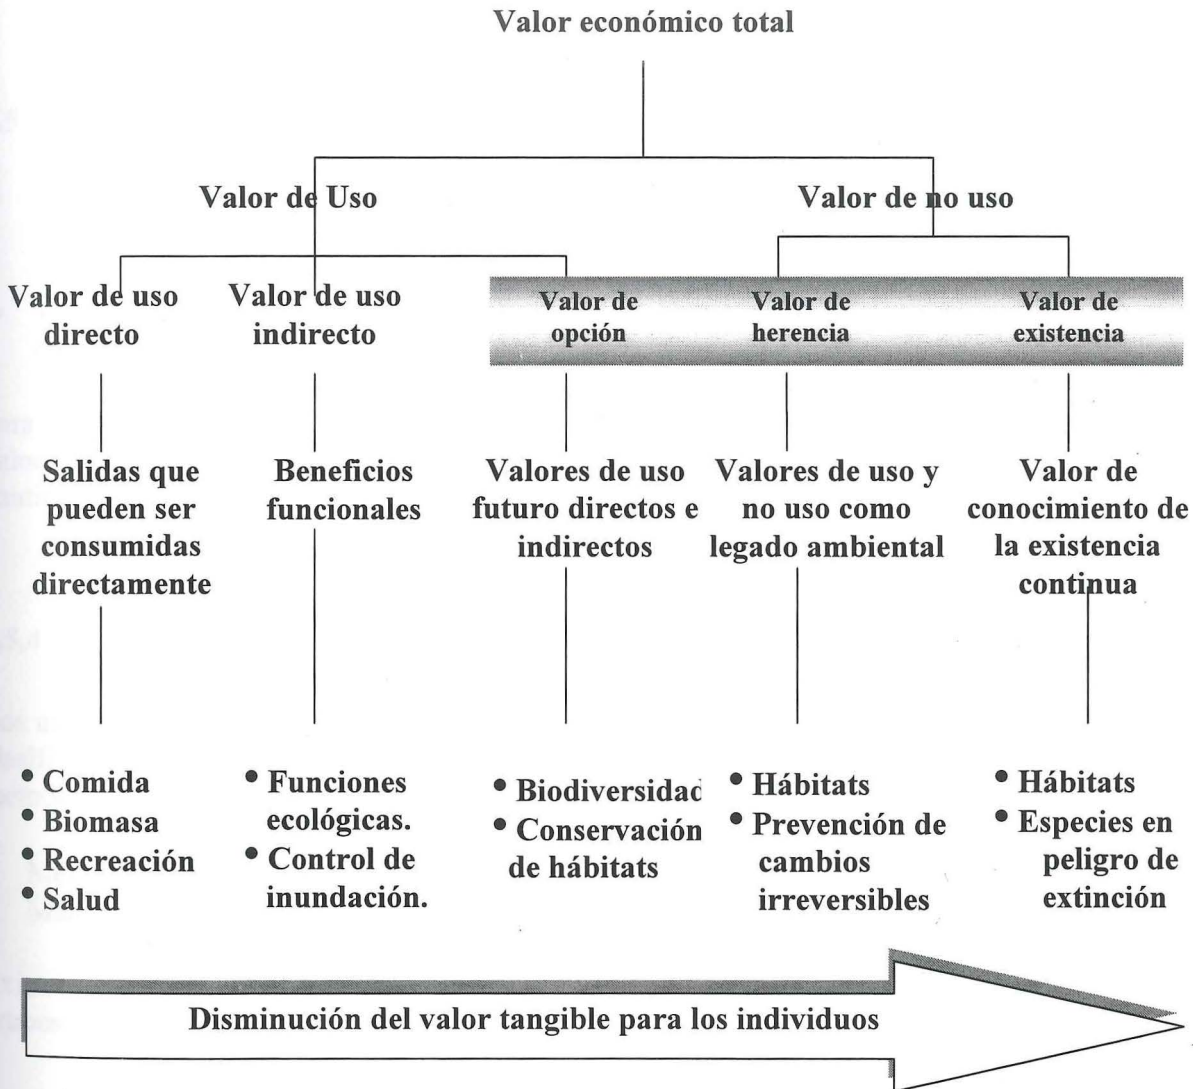 Valor económico total
Valor de Uso
Valor de no uso
Valor de uso
directo
Valor de uso
indirecto
Valor de
opción
Valor de
herencia
Valor de
existencia
Salidas que
pueden ser
consumidas
directamente
Beneficios
funcionales
Valores de uso
futuro directos e
indirectos
Valores de uso y
no uso como
legado ambiental
Valor de
conocimiento de
la existencia
continua
• Comida
• Biomasa
• Recreación
• Salud
• Funciones
ecológicas.
• Control de
inundación.
• Biodiversidad
• Conservación
de hábitats
• Hábitats
• Prevención de
cambios
irreversibles
• Hábitats
• Especies en
peligro de
extinción
Disminución del valor tangible para los individuos